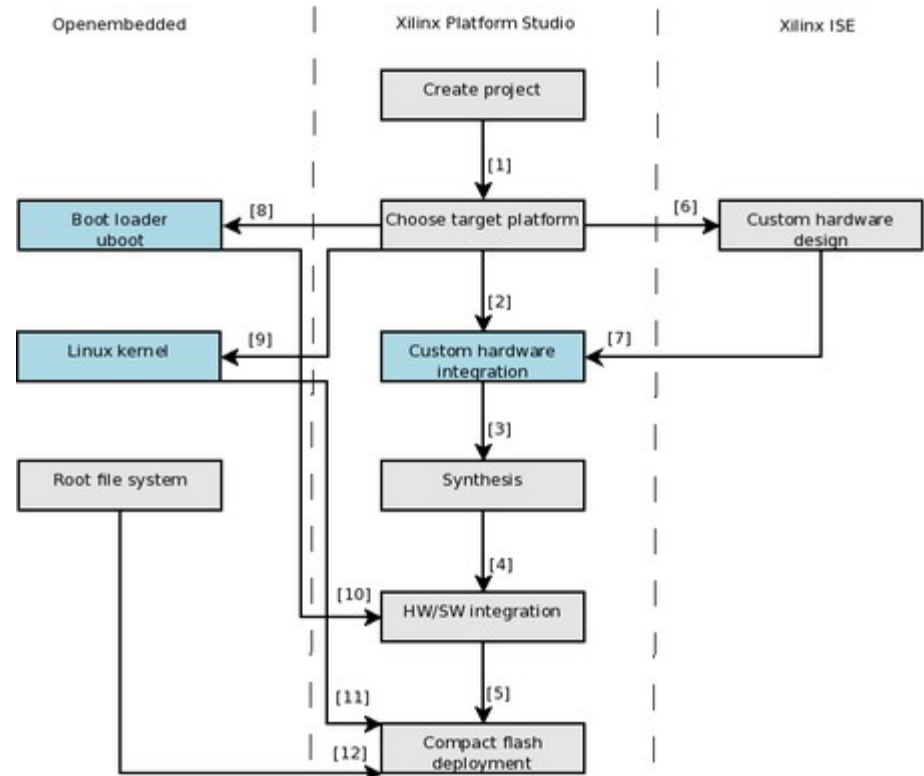 Openembedded
Xilinx Platform Studio
Xilinx ISE
Create project
[1]
Boot loader
uboot
[8]
Choose target platform
[6]
Custom hardware
design
[2]
Linux kernel
[9]
Custom hardware
integration
[7]
[3]
Root file system
Synthesis
[4]
[10]
HW/SW integration
[5]
[11]
Compact flash
deployment
[12]